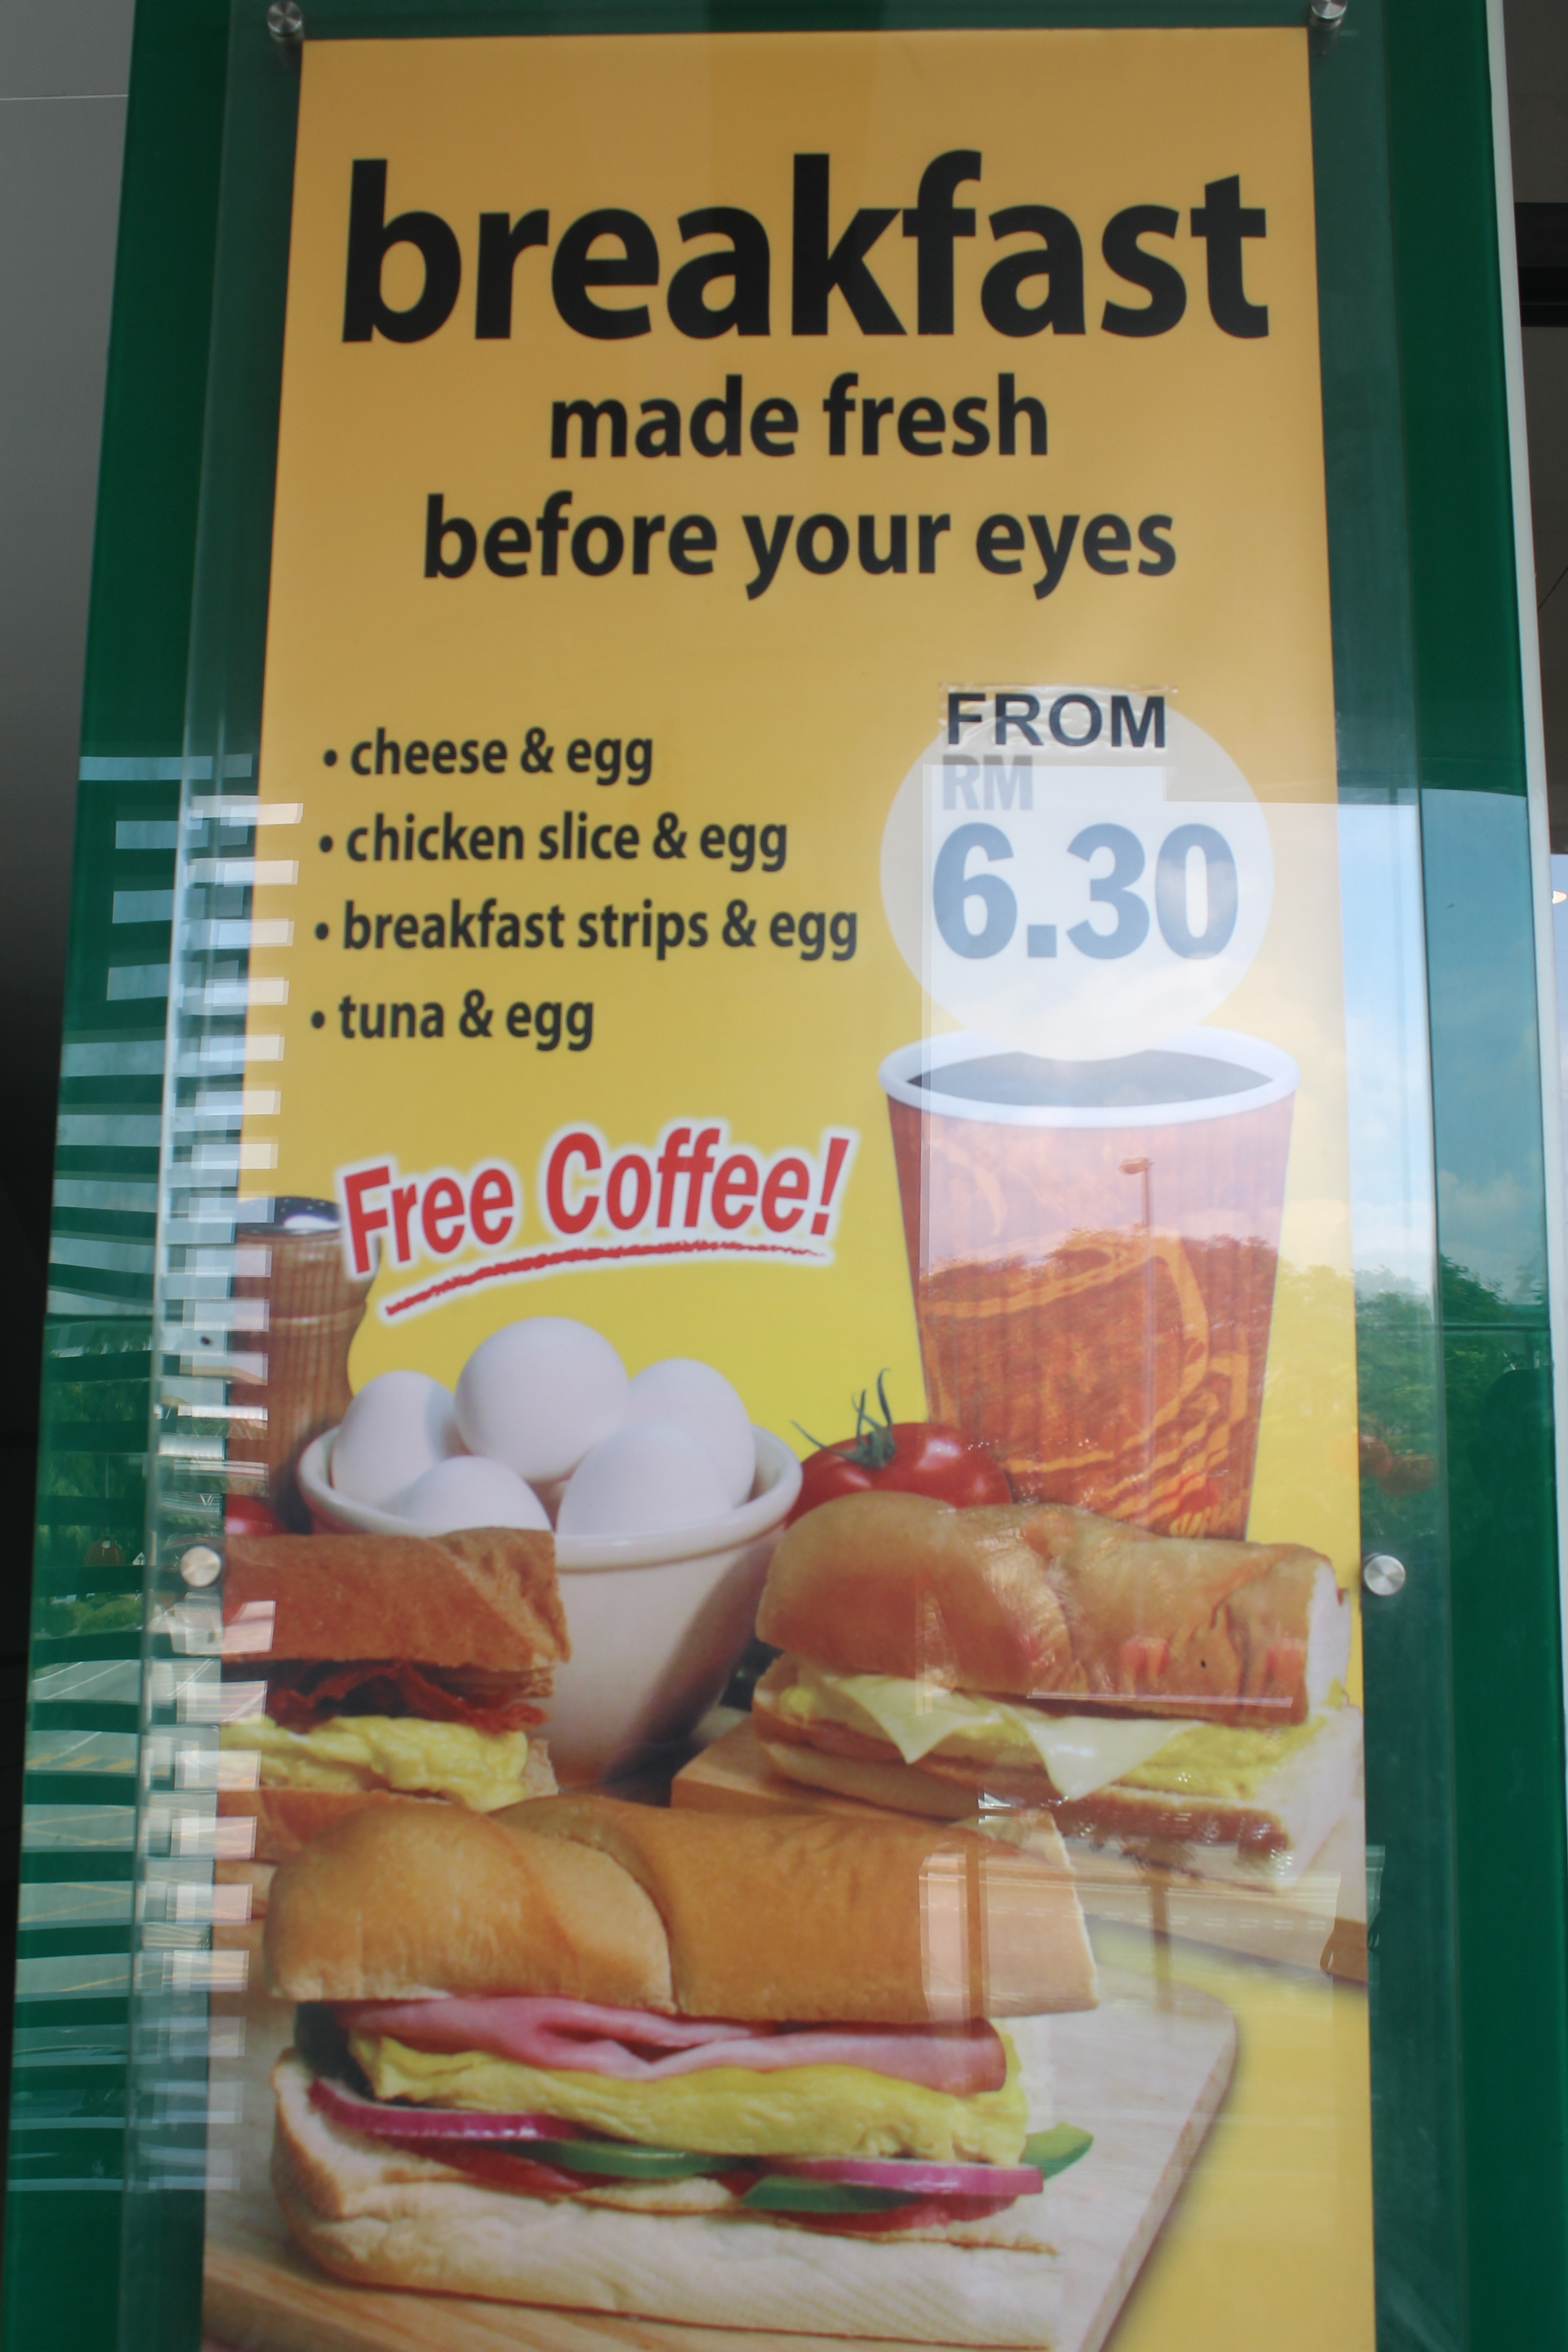 breakfast
made fresh
before your eyes
• cheese & egg
• chicken slice & egg
• breakfast strips & egg
• tuna & egg
FROM
RM
6.30
Free Coffee!